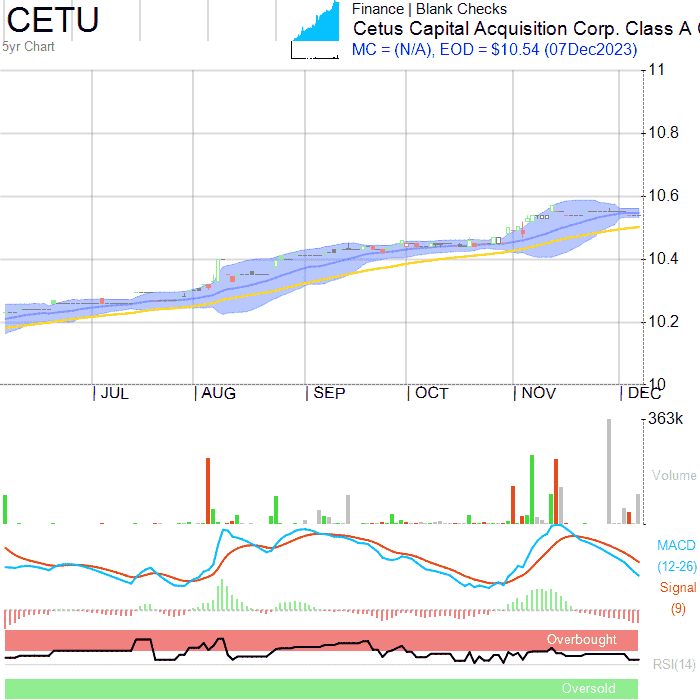 CETU
5yr Chart
Finance | Blank Checks
Cetus Capital Acquisition Corp. Class A
MC = (N/A), EOD = $10.54 (07Dec2023)
11
10.8
10.6
10.4
10.2
10
JUL AUG SEP OCT NOV DEC
363k
Volume
MACD
(12-26)
Signal
(9)
Overbought
RSI(14)
Oversold